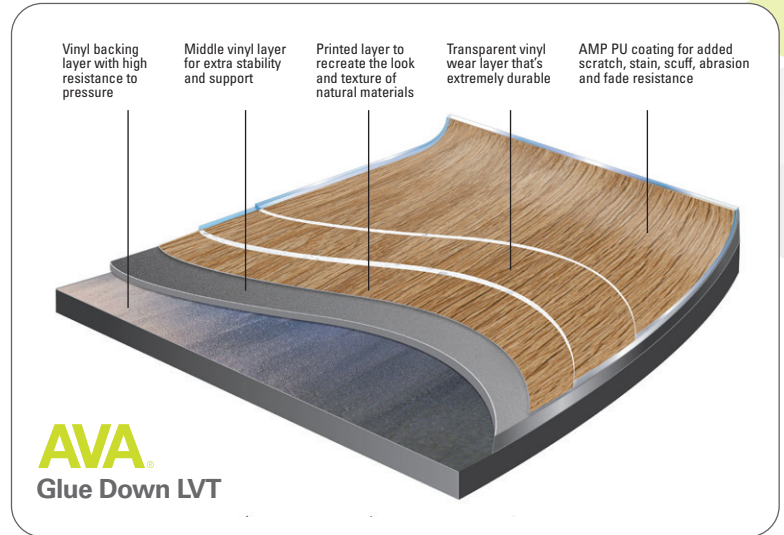 Vinyl backing
layer with high
resistance to
pressure
Middle vinyl layer
for extra stability
and support
Printed layer to
recreate the look
and texture of
natural materials
Transparent vinyl
wear layer that's
extremely durable
AMP PU coating for added
scratch, stain, scuff, abrasion
and fade resistance
AVA®
Glue Down LVT